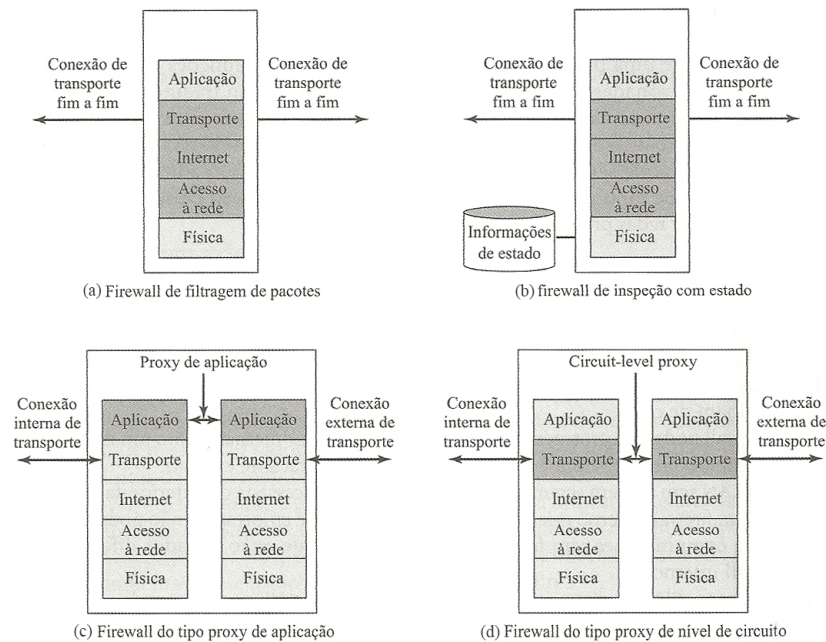 Conexão de
transporte
fim a fim
Conexão de
transporte
fim a fim
Aplicação
Transporte
Internet
Acesso
à rede
Física
(a) Firewall de filtragem de pacotes
Conexão de
transporte
fim a fim
Conexão de
transporte
fim a fim
Aplicação
Transporte
Internet
Acesso
à rede
Física
Informações
de estado
(b) firewall de inspeção com estado
Proxy de aplicação
Conexão
interna de
transporte
Conexão
externa de
transporte
Aplicação
Transporte
Internet
Acesso
à rede
Física
Aplicação
Transporte
Internet
Acesso
à rede
Física
(c) Firewall do tipo proxy de aplicação
Circuit-level proxy
Conexão
interna de
transporte
Conexão
externa de
transporte
Aplicação
Transporte
Internet
Acesso
à rede
Física
Aplicação
Transporte
Internet
Acesso
à rede
Física
(d) Firewall do tipo proxy de nível de circuito